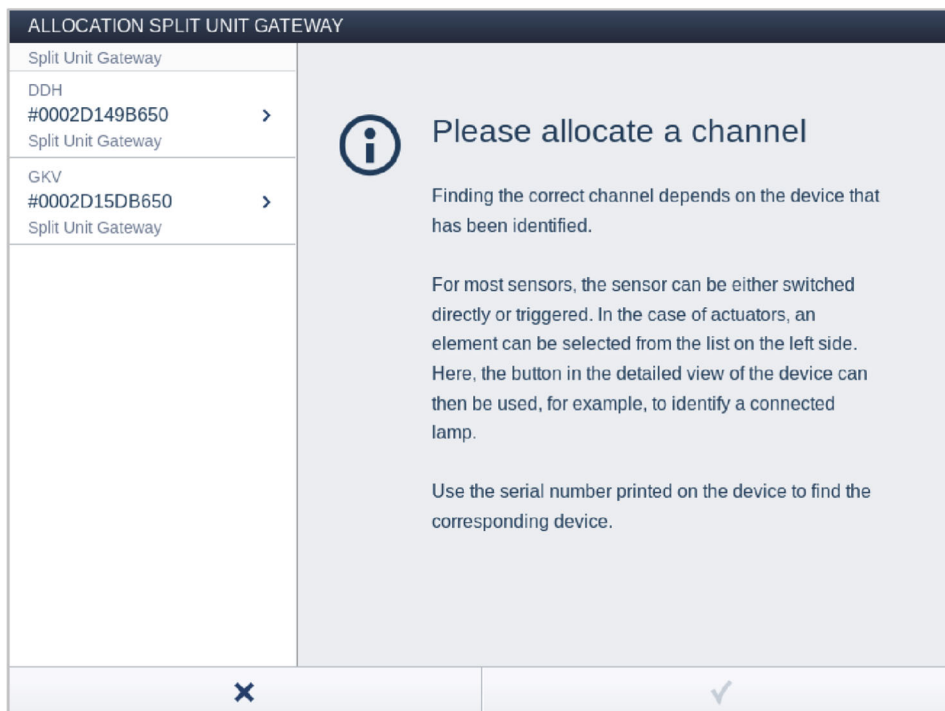 ALLOCATION SPLIT UNIT GATEWAY
Split Unit Gateway
DDH
#0002D149B650
Split Unit Gateway
GKV
#0002D15DB650
Split Unit Gateway
Please allocate a channel
Finding the correct channel depends on the device that
has been identified.
For most sensors, the sensor can be either switched
directly or triggered. In the case of actuators, an
element can be selected from the list on the left side.
Here, the button in the detailed view of the device can
then be used, for example, to identify a connected
lamp.
Use the serial number printed on the device to find the
corresponding device.